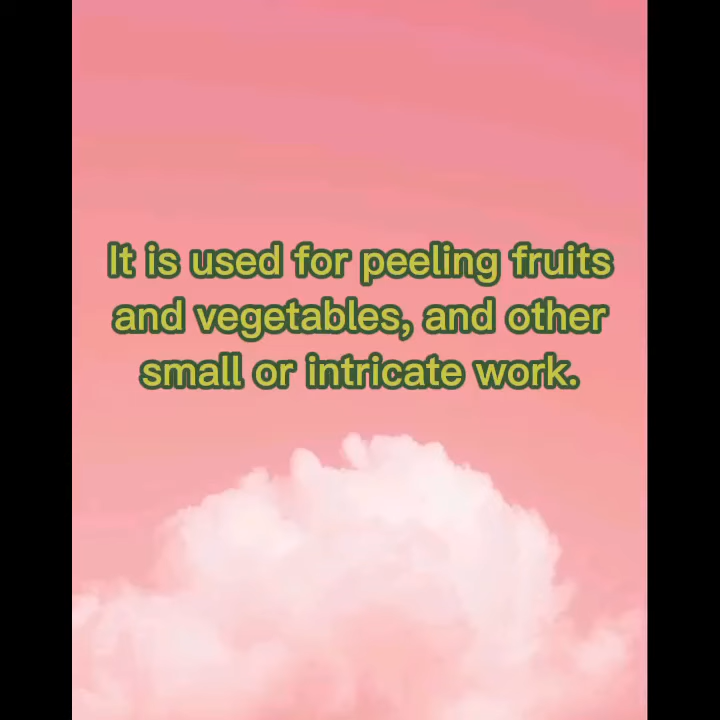 It is used for peeling fruits
and vegetables, and other
small or intricate work.